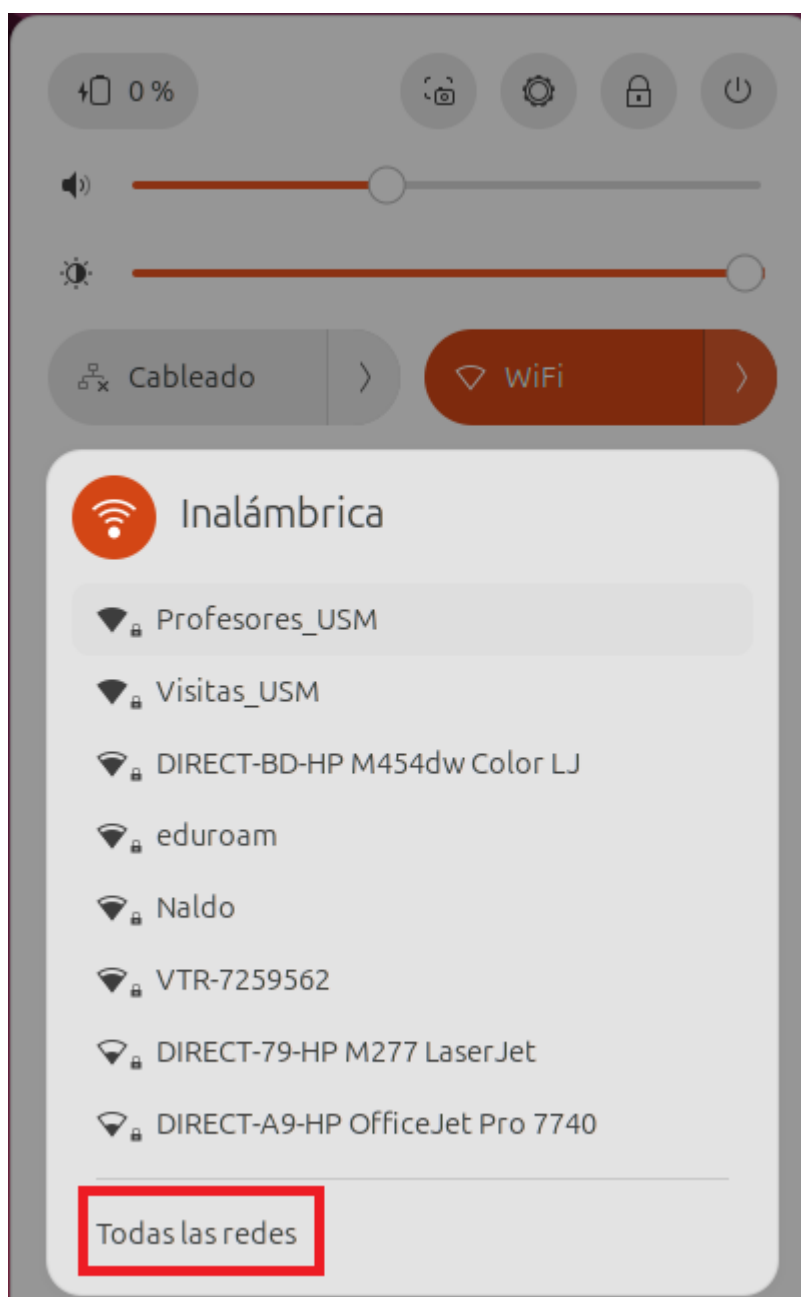 0 %
Cableado
WiFi
Inalámbrica
Profesores_USM
Visitas_USM
DIRECT-BD-HP M454dw Color LJ
eduroam
Naldo
VTR-7259562
DIRECT-79-HP M277 LaserJet
DIRECT-A9-HP OfficeJet Pro 7740
Todas las redes